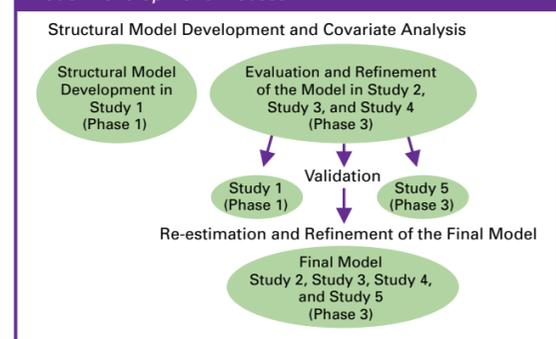 Structural Model Development and Covariate Analysis
Structural Model
Development in
Study 1
(Phase 1)
Evaluation and Refinement
of the Model in Study 2,
Study 3, and Study 4
(Phase 3)
Validation
Study 1
(Phase 1)
Study 5
(Phase 3)
Re-estimation and Refinement of the Final Model
Final Model
Study 2, Study 3, Study 4,
and Study 5
(Phase 3)